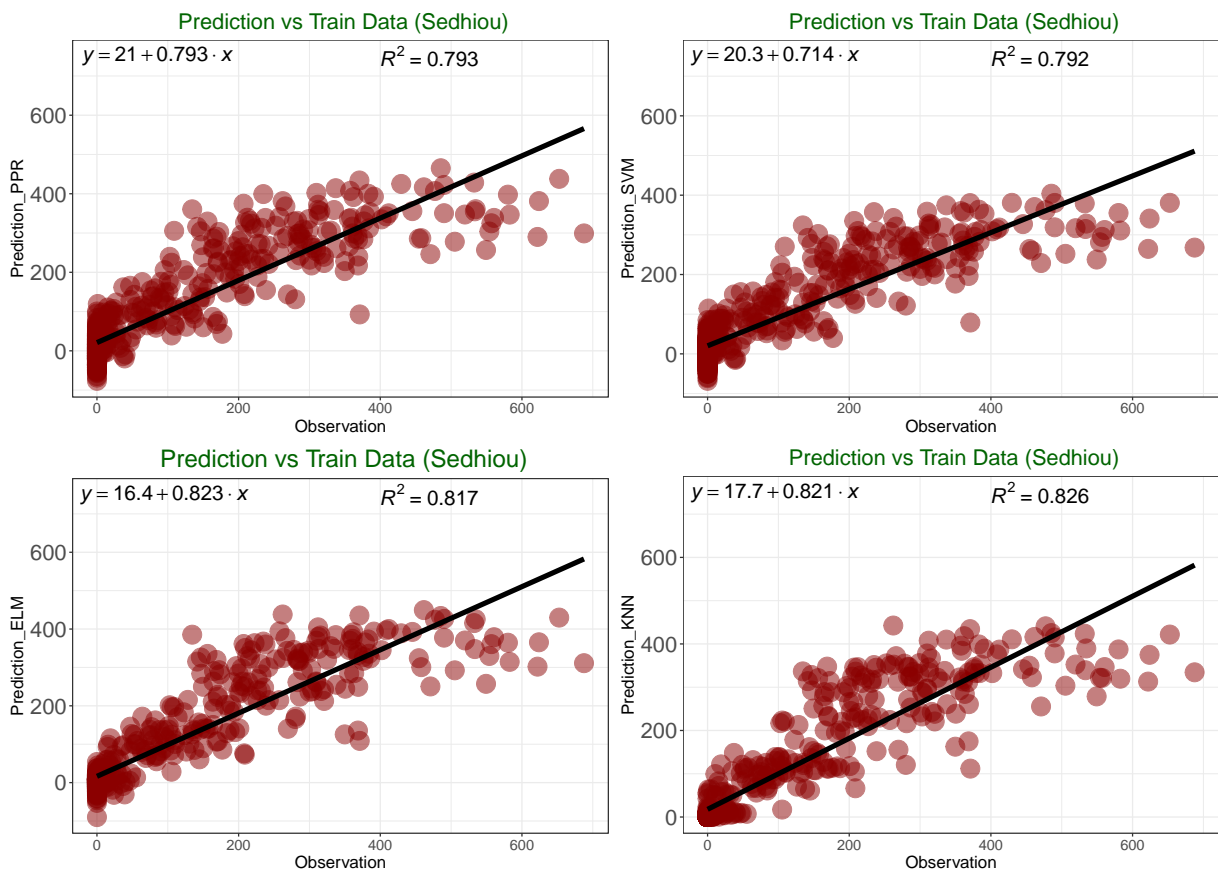 Prediction vs Train Data (Sedhiou)
y = 21 + 0.793 · x
R² = 0.793
Prediction_PPR
600
400
200
0
0 200 400 600
Observation
Prediction vs Train Data (Sedhiou)
y = 20.3 + 0.714 · x
R² = 0.792
Prediction_SVM
600
400
200
0
0 200 400 600
Observation
Prediction vs Train Data (Sedhiou)
y = 16.4 + 0.823 · x
R² = 0.817
Prediction_ELM
600
400
200
0
0 200 400 600
Observation
Prediction vs Train Data (Sedhiou)
y = 17.7 + 0.821 · x
R² = 0.826
Prediction_KNN
600
400
200
0
0 200 400 600
Observation